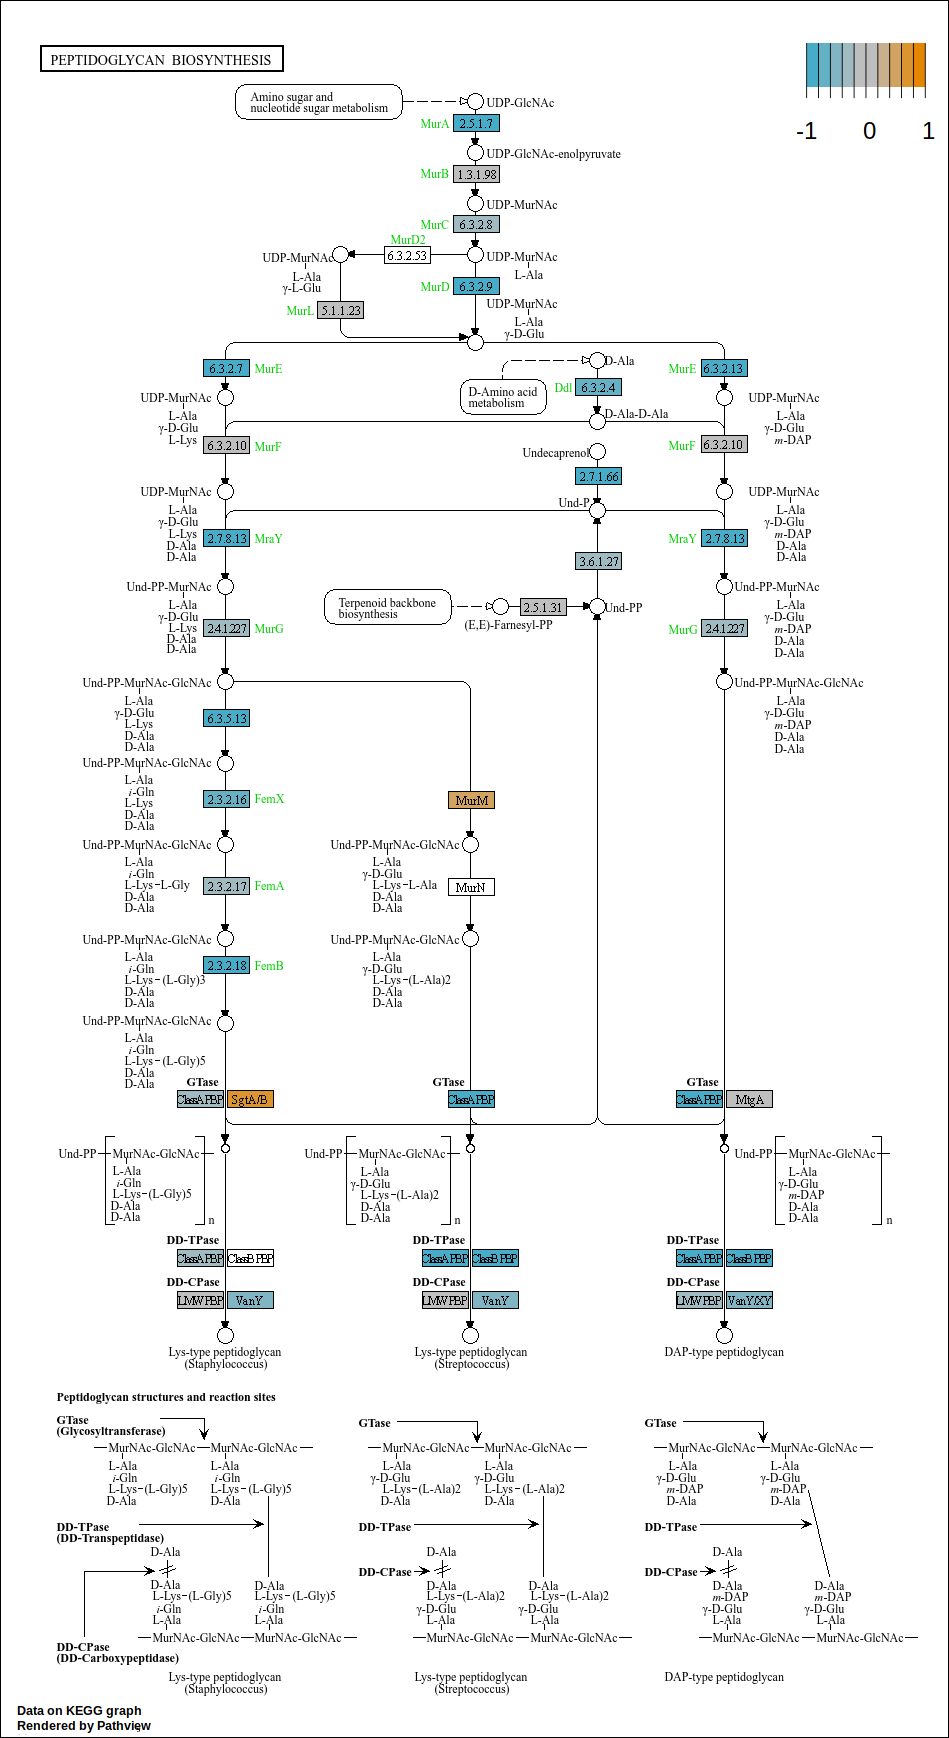 PEPTIDOGLYCAN BIOSYNTHESIS
-1 0 1
Amino sugar and
nucleotide sugar metabolism
UDP-GlcNAc
MurA 2.5.1.7
UDP-GlcNAc-enolpyruvate
MurB 1.3.1.98
UDP-MurNAc
MurC 6.3.2.8
MurD2
6.3.2.53
UDP-MurNAc
L-Ala
γ-L-Glu
UDP-MurNAc
L-Ala
MurD 6.3.2.9
MurL 5.1.1.23
UDP-MurNAc
L-Ala
γ-D-Glu
6.3.2.7 MurE
D-Ala
MurE 6.3.2.13
D-Amino acid
metabolism
Ddl 6.3.2.4
D-Ala-D-Ala
UDP-MurNAc
L-Ala
γ-D-Glu
L-Lys
6.3.2.10 MurF
UDP-MurNAc
L-Ala
γ-D-Glu
m-DAP
MurF 6.3.2.10
Undecaprenol
2.7.1.66
Und-P
UDP-MurNAc
L-Ala
γ-D-Glu
L-Lys
D-Ala
D-Ala
2.7.8.13 MraY
UDP-MurNAc
L-Ala
γ-D-Glu
m-DAP
D-Ala
D-Ala
MraY 2.7.8.13
3.6.1.27
Terpenoid backbone
biosynthesis
2.5.1.31
Und-PP
(E,E)-Farnesyl-PP
Und-PP-MurNAc
L-Ala
γ-D-Glu
L-Lys
D-Ala
D-Ala
2.4.1.227 MurG
Und-PP-MurNAc
L-Ala
γ-D-Glu
m-DAP
D-Ala
D-Ala
MurG 2.4.1.227
Und-PP-MurNAc-GlcNAc
L-Ala
γ-D-Glu
L-Lys
D-Ala
D-Ala
6.3.5.13
Und-PP-MurNAc-GlcNAc
L-Ala
γ-D-Glu
m-DAP
D-Ala
D-Ala
Und-PP-MurNAc-GlcNAc
L-Ala
i-Gln
L-Lys
D-Ala
D-Ala
2.3.2.16 FemX
MurM
Und-PP-MurNAc-GlcNAc
L-Ala
i-Gln
L-Lys-L-Gly
D-Ala
D-Ala
2.3.2.17 FemA
Und-PP-MurNAc-GlcNAc
L-Ala
γ-D-Glu
L-Lys-L-Ala
D-Ala
D-Ala
MurN
Und-PP-MurNAc-GlcNAc
L-Ala
i-Gln
L-Lys-(L-Gly)3
D-Ala
D-Ala
2.3.2.18 FemB
Und-PP-MurNAc-GlcNAc
L-Ala
γ-D-Glu
L-Lys-(L-Ala)2
D-Ala
D-Ala
Und-PP-MurNAc-GlcNAc
L-Ala
i-Gln
L-Lys-(L-Gly)5
D-Ala
D-Ala
GTase GTase GTase
ClassA PBP SgtA/B ClassA PBP ClassA PBP MtgA
Und-PP MurNAc-GlcNAc
L-Ala
i-Gln
L-Lys-(L-Gly)5
D-Ala
D-Ala
n
Und-PP MurNAc-GlcNAc
L-Ala
γ-D-Glu
L-Lys-(L-Ala)2
D-Ala
D-Ala
n
Und-PP MurNAc-GlcNAc
L-Ala
γ-D-Glu
m-DAP
D-Ala
D-Ala
n
DD-TPase DD-TPase DD-TPase
ClassA PBP ClassB PBP ClassA PBP ClassB PBP ClassA PBP ClassB PBP
DD-CPase DD-CPase DD-CPase
LMW PBP VanY LMW PBP VanY LMW PBP VanY/XY
Lys-type peptidoglycan
(Staphylococcus)
Lys-type peptidoglycan
(Streptococcus)
DAP-type peptidoglycan
Peptidoglycan structures and reaction sites
GTase
(Glycosyltransferase)
MurNAc-GlcNAc MurNAc-GlcNAc
L-Ala L-Ala
i-Gln i-Gln
L-Lys-(L-Gly)5 L-Lys-(L-Gly)5
D-Ala D-Ala
DD-TPase
(DD-Transpeptidase)
D-Ala
D-Ala D-Ala
L-Lys-(L-Gly)5 L-Lys-(L-Gly)5
i-Gln i-Gln
L-Ala L-Ala
MurNAc-GlcNAc MurNAc-GlcNAc
DD-CPase
(DD-Carboxypeptidase)
Lys-type peptidoglycan
(Staphylococcus)
GTase
MurNAc-GlcNAc MurNAc-GlcNAc
L-Ala L-Ala
γ-D-Glu γ-D-Glu
L-Lys-(L-Ala)2 L-Lys-(L-Ala)2
D-Ala D-Ala
DD-TPase
D-Ala
DD-CPase
D-Ala D-Ala
L-Lys-(L-Ala)2 L-Lys-(L-Ala)2
γ-D-Glu γ-D-Glu
L-Ala L-Ala
MurNAc-GlcNAc MurNAc-GlcNAc
Lys-type peptidoglycan
(Streptococcus)
GTase
MurNAc-GlcNAc MurNAc-GlcNAc
L-Ala L-Ala
γ-D-Glu γ-D-Glu
m-DAP m-DAP
D-Ala D-Ala
DD-TPase
D-Ala
DD-CPase
D-Ala D-Ala
m-DAP m-DAP
γ-D-Glu γ-D-Glu
L-Ala L-Ala
MurNAc-GlcNAc MurNAc-GlcNAc
DAP-type peptidoglycan
Data on KEGG graph
Rendered by Pathview